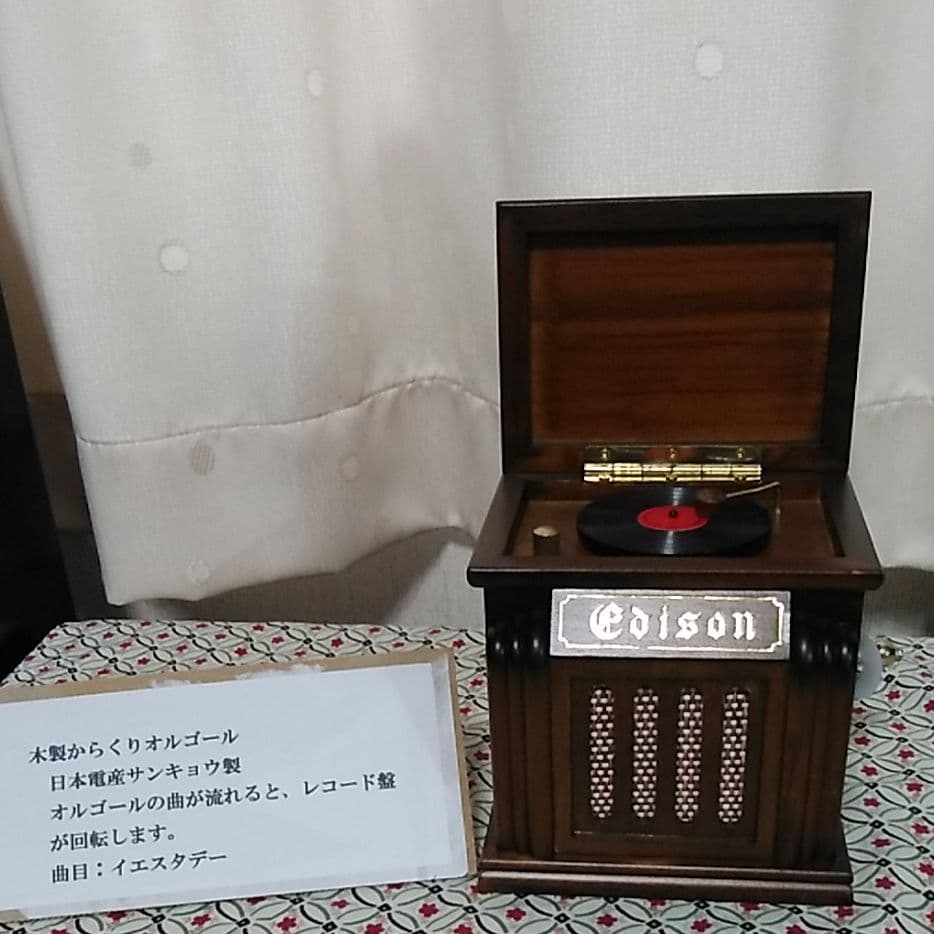 木製からくりオルゴール
日本電産サンキョウ製
オルゴールの曲が流れると、レコード盤
が回転します。
曲目：イエスタデー
Edison